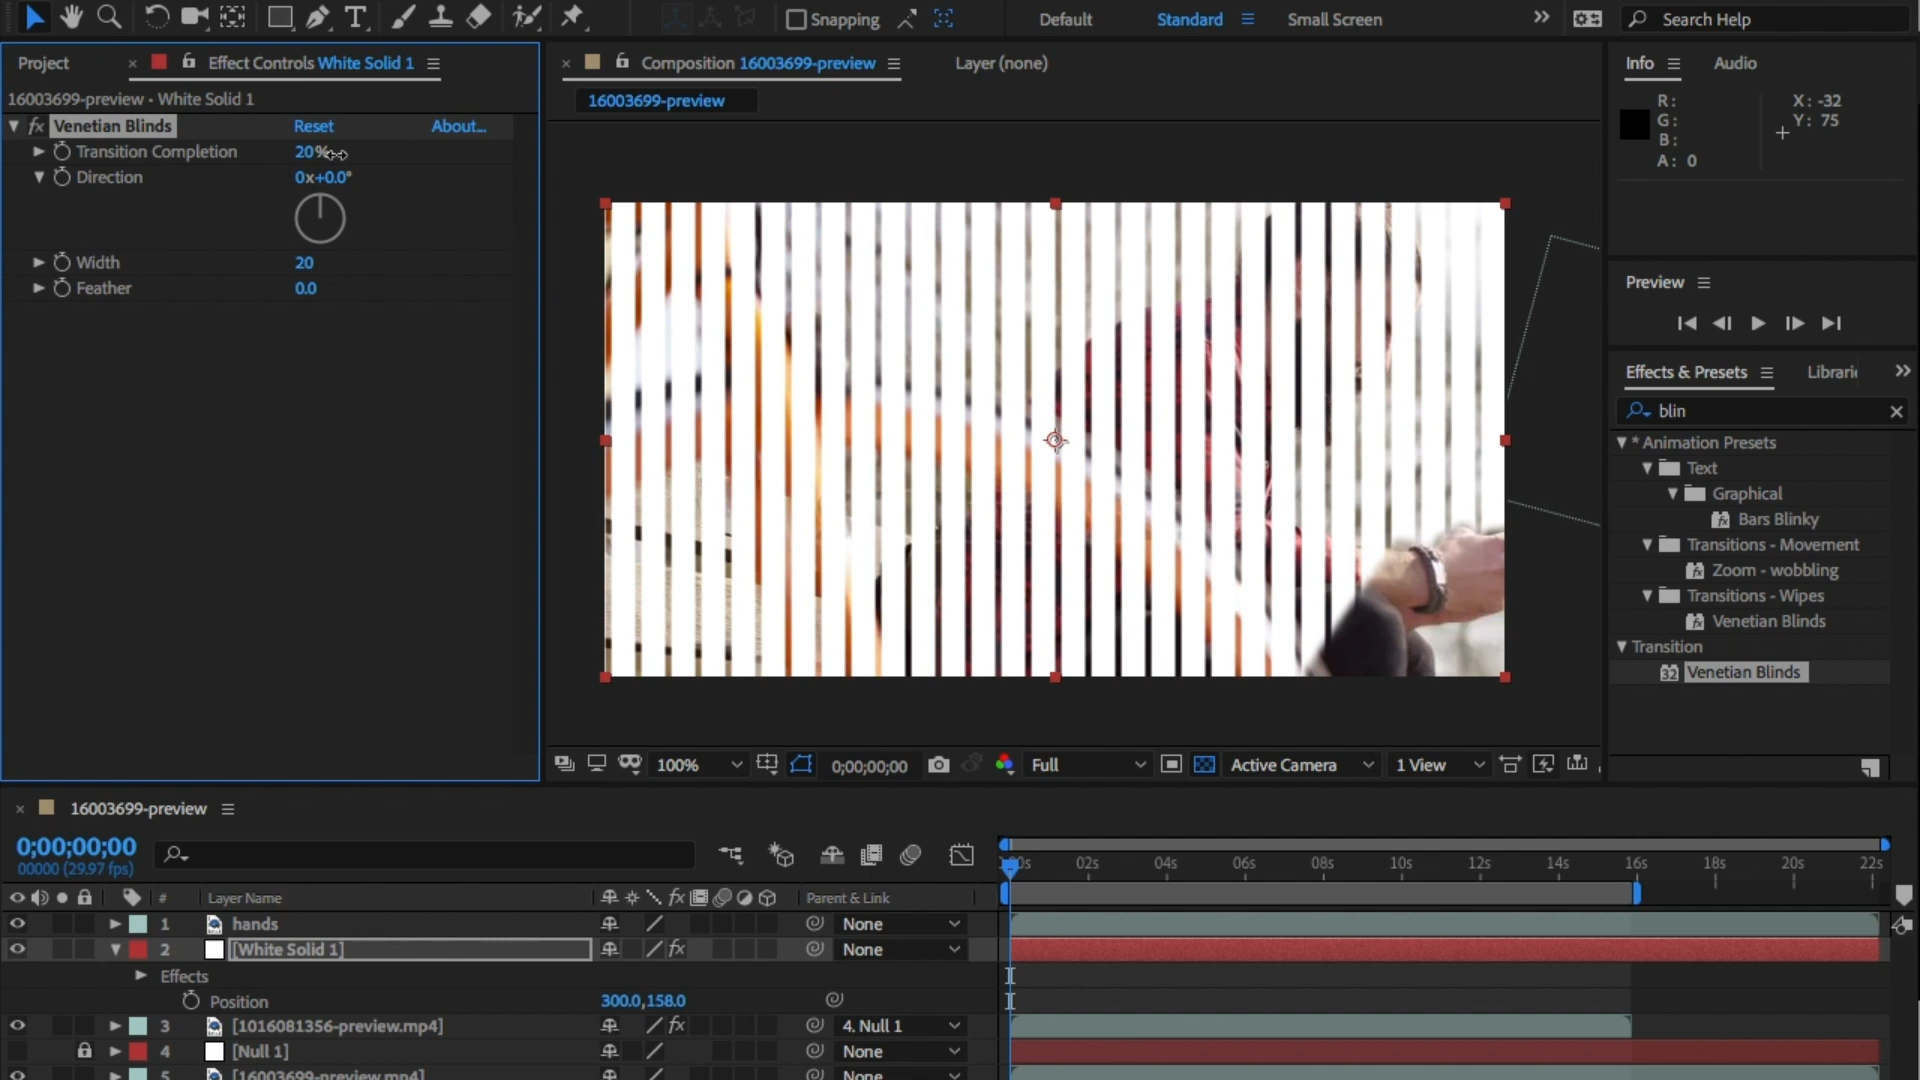 Snapping
Default
Standard
Small Screen
Search Help
Project
Effect Controls White Solid 1
Composition 16003699-preview
Layer (none)
Info
Audio
16003699-preview • White Solid 1
16003699-preview
R:
G:
B:
A: 0
X: -32
Y: 75
fx Venetian Blinds
Reset
About...
Transition Completion
20%
Direction
0x+0.0°
Width
20
Feather
0.0
Preview
Effects & Presets
blin
* Animation Presets
Text
Graphical
Bars Blinky
Transitions - Movement
Zoom - wobbling
Transitions - Wipes
Venetian Blinds
Transition
32 Venetian Blinds
100%
0;00;00;00
Full
Active Camera
1 View
16003699-preview
0;00;00;00
00000 (29.97 fps)
02s
04s
06s
08s
10s
12s
14s
16s
18s
20s
22s
#
Layer Name
fx
Parent & Link
1
hands
None
2
[White Solid 1]
fx
None
Effects
Position
300.0,158.0
3
[1016081356-preview.mp4]
fx
4. Null 1
4
[Null 1]
None
5
[16003699-preview.mp4]
None